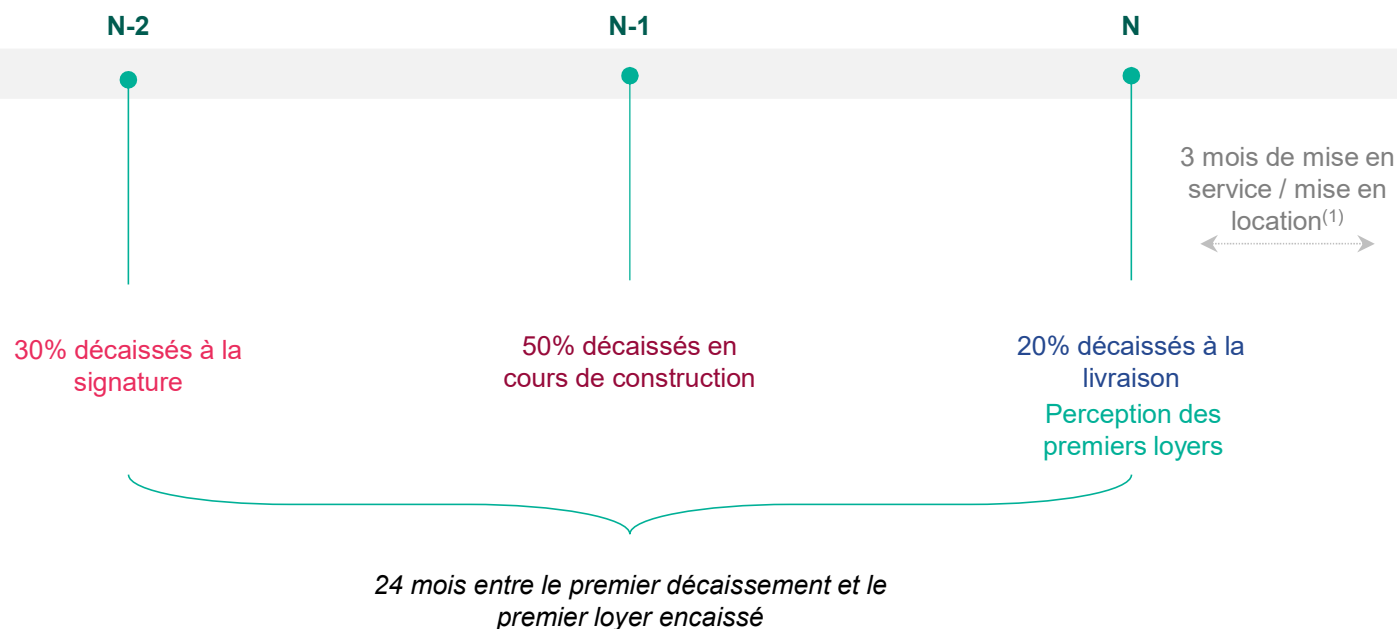 N-2
N-1
N
3 mois de mise en
service / mise en
location(1)
30% décaissés à la
signature
50% décaissés en
cours de construction
20% décaissés à la
livraison
Perception des
premiers loyers
24 mois entre le premier décaissement et le
premier loyer encaissé